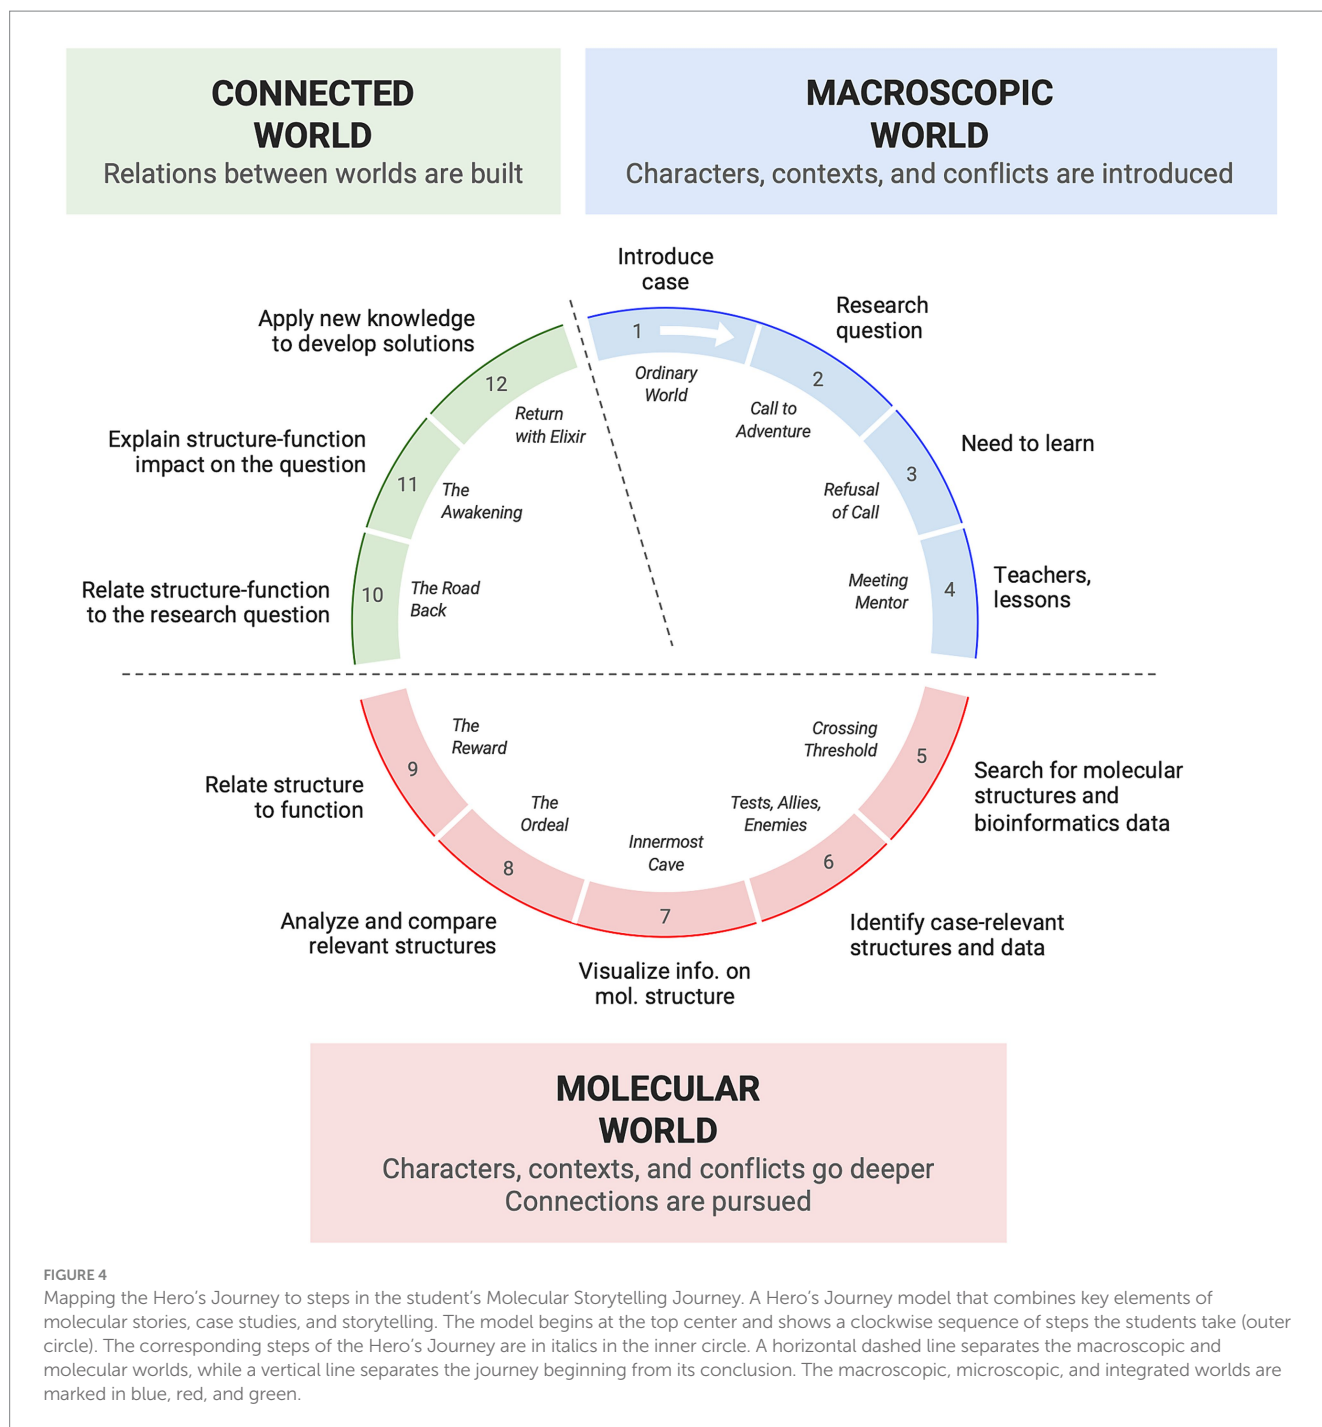 CONNECTED
WORLD
Relations between worlds are built
MACROSCOPIC
WORLD
Characters, contexts, and conflicts are introduced
Introduce
case
1
Ordinary
World
Research
question
2
Call to
Adventure
Need to learn
3
Refusal
of Call
Teachers,
lessons
4
Meeting
Mentor
Search for molecular
structures and
bioinformatics data
5
Crossing
Threshold
Identify case-relevant
structures and data
6
Tests, Allies,
Enemies
Visualize info. on
mol. structure
7
Innermost
Cave
Analyze and compare
relevant structures
8
The
Ordeal
Relate structure
to function
9
The
Reward
Relate structure-function
to the research question
10
The Road
Back
Explain structure-function
impact on the question
11
The
Awakening
Apply new knowledge
to develop solutions
12
Return
with Elixir
MOLECULAR
WORLD
Characters, contexts, and conflicts go deeper
Connections are pursued
FIGURE 4
Mapping the Hero's Journey to steps in the student's Molecular Storytelling Journey. A Hero's Journey model that combines key elements of
molecular stories, case studies, and storytelling. The model begins at the top center and shows a clockwise sequence of steps the students take (outer
circle). The corresponding steps of the Hero's Journey are in italics in the inner circle. A horizontal dashed line separates the macroscopic and
molecular worlds, while a vertical line separates the journey beginning from its conclusion. The macroscopic, microscopic, and integrated worlds are
marked in blue, red, and green.